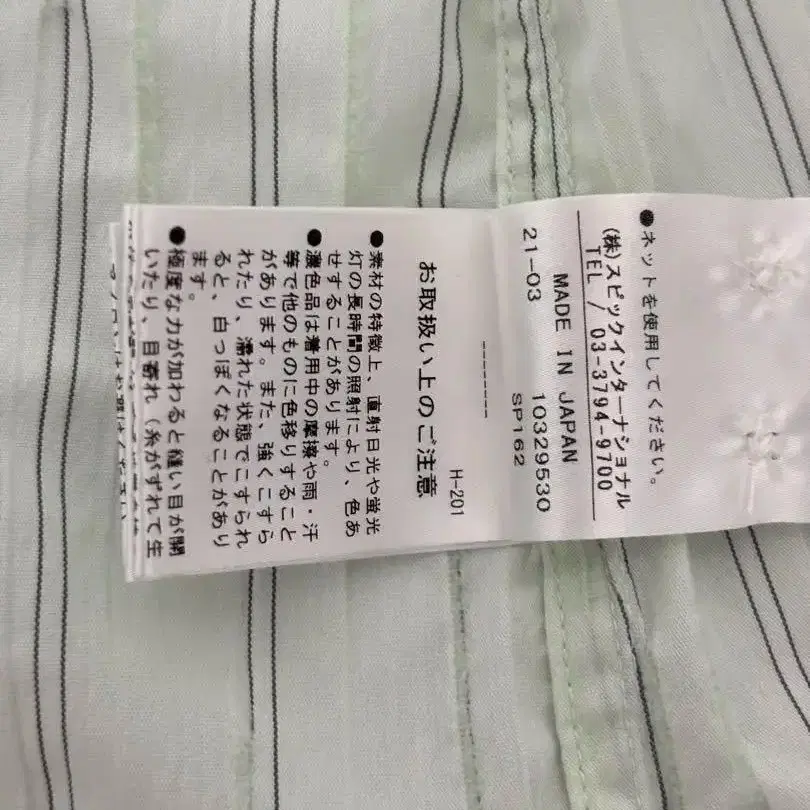 ●ネットを使用してください。
(株)スピックインターナショナル
TEL / 03-3794-9700
MADE IN JAPAN
21-03 10329530
SP162
--------
H-201
お取扱い上のご注意
●素材の特徴上、直射日光や蛍光
灯の長時間の照射により、色あ
せすることがあります。
●濃色品は着用中の摩擦や雨・汗
等で他のものに色移りすること
があります。また、強くこすら
れたり、濡れた状態でこすられ
ると、白っぽくなることがあり
ます。
●極度な力が加わると縫い目が開
いたり、目寄れ（糸がずれて生